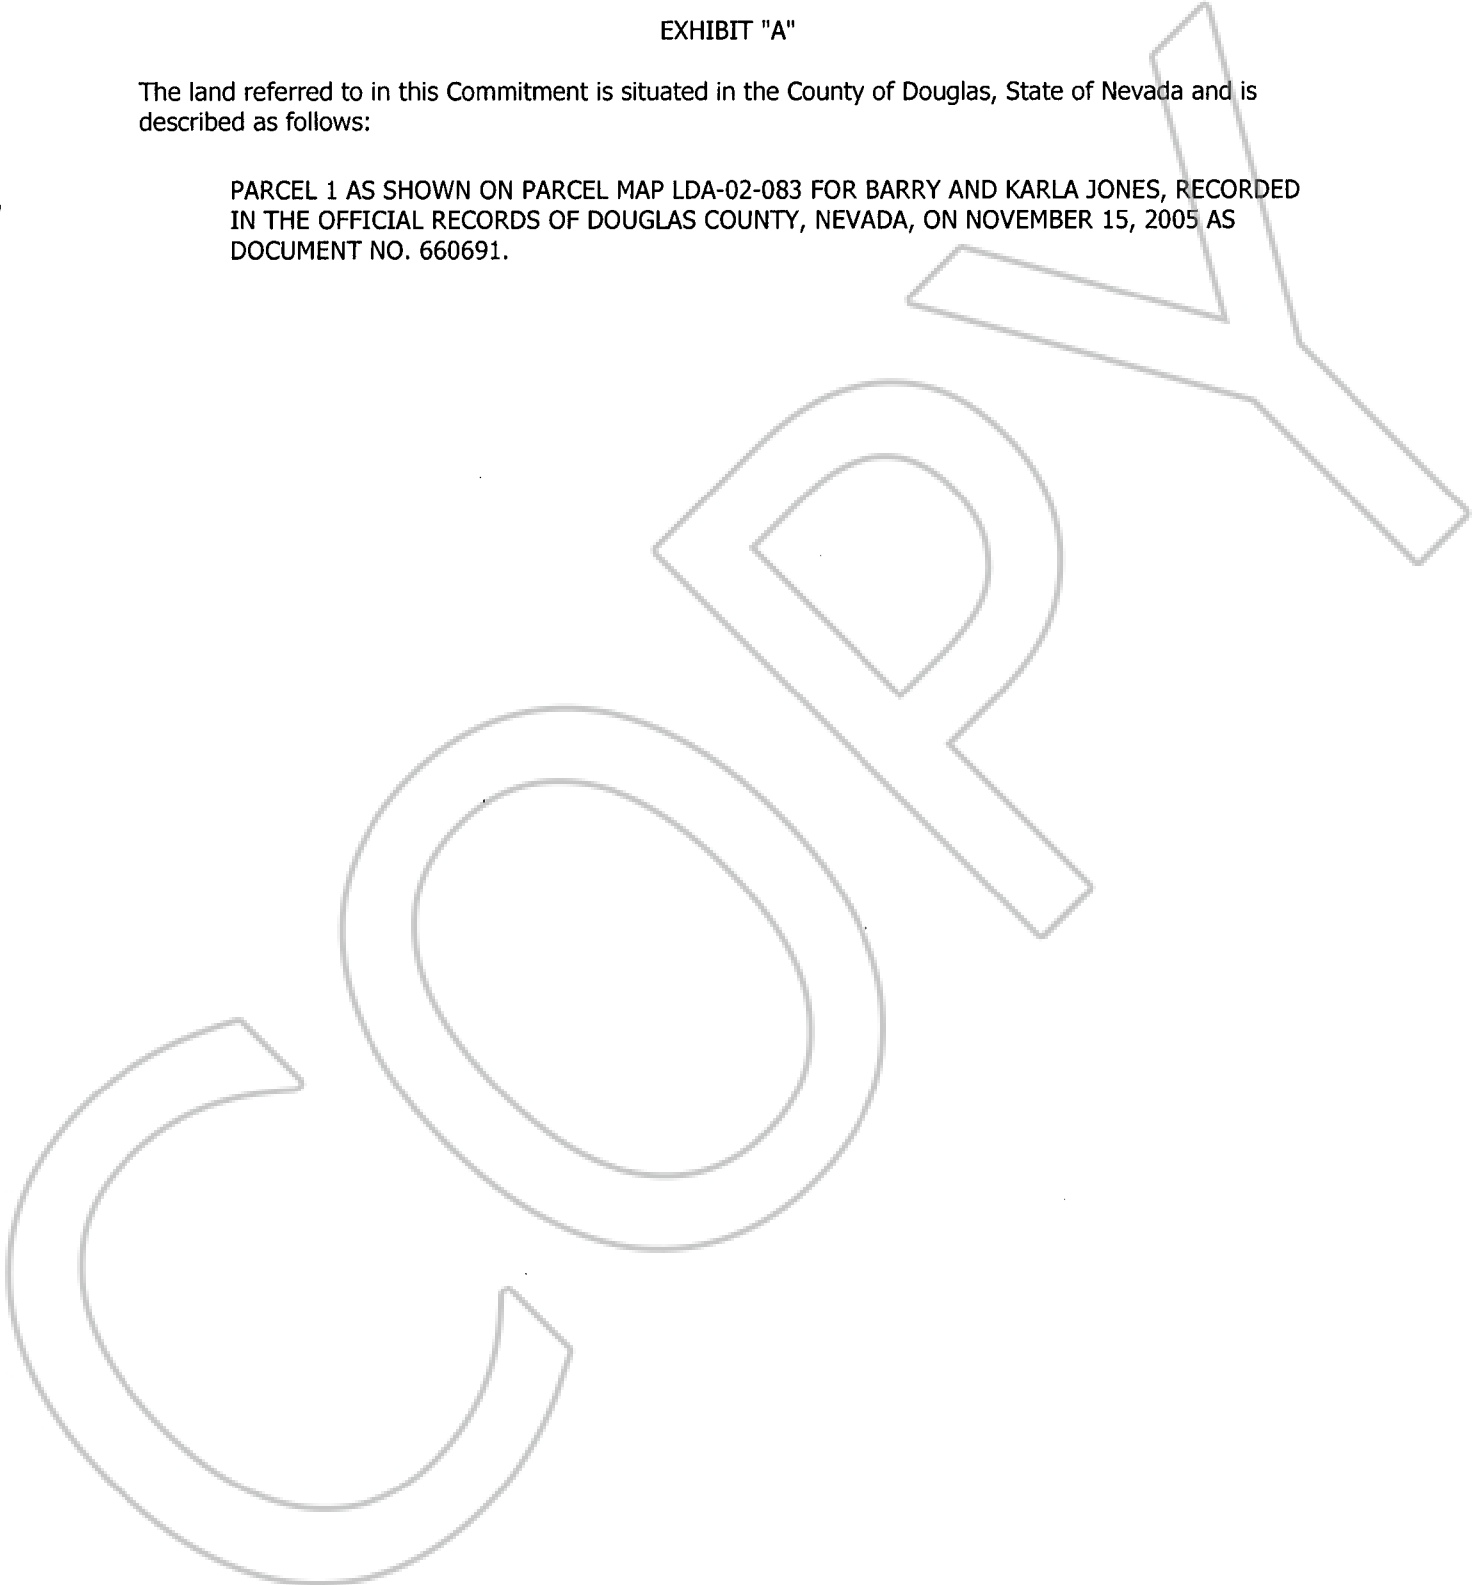 EXHIBIT "A"
The land referred to in this Commitment is situated in the County of Douglas, State of Nevada and is
described as follows:
PARCEL 1 AS SHOWN ON PARCEL MAP LDA-02-083 FOR BARRY AND KARLA JONES, RECORDED
IN THE OFFICIAL RECORDS OF DOUGLAS COUNTY, NEVADA, ON NOVEMBER 15, 2005 AS
DOCUMENT NO. 660691.
COPY